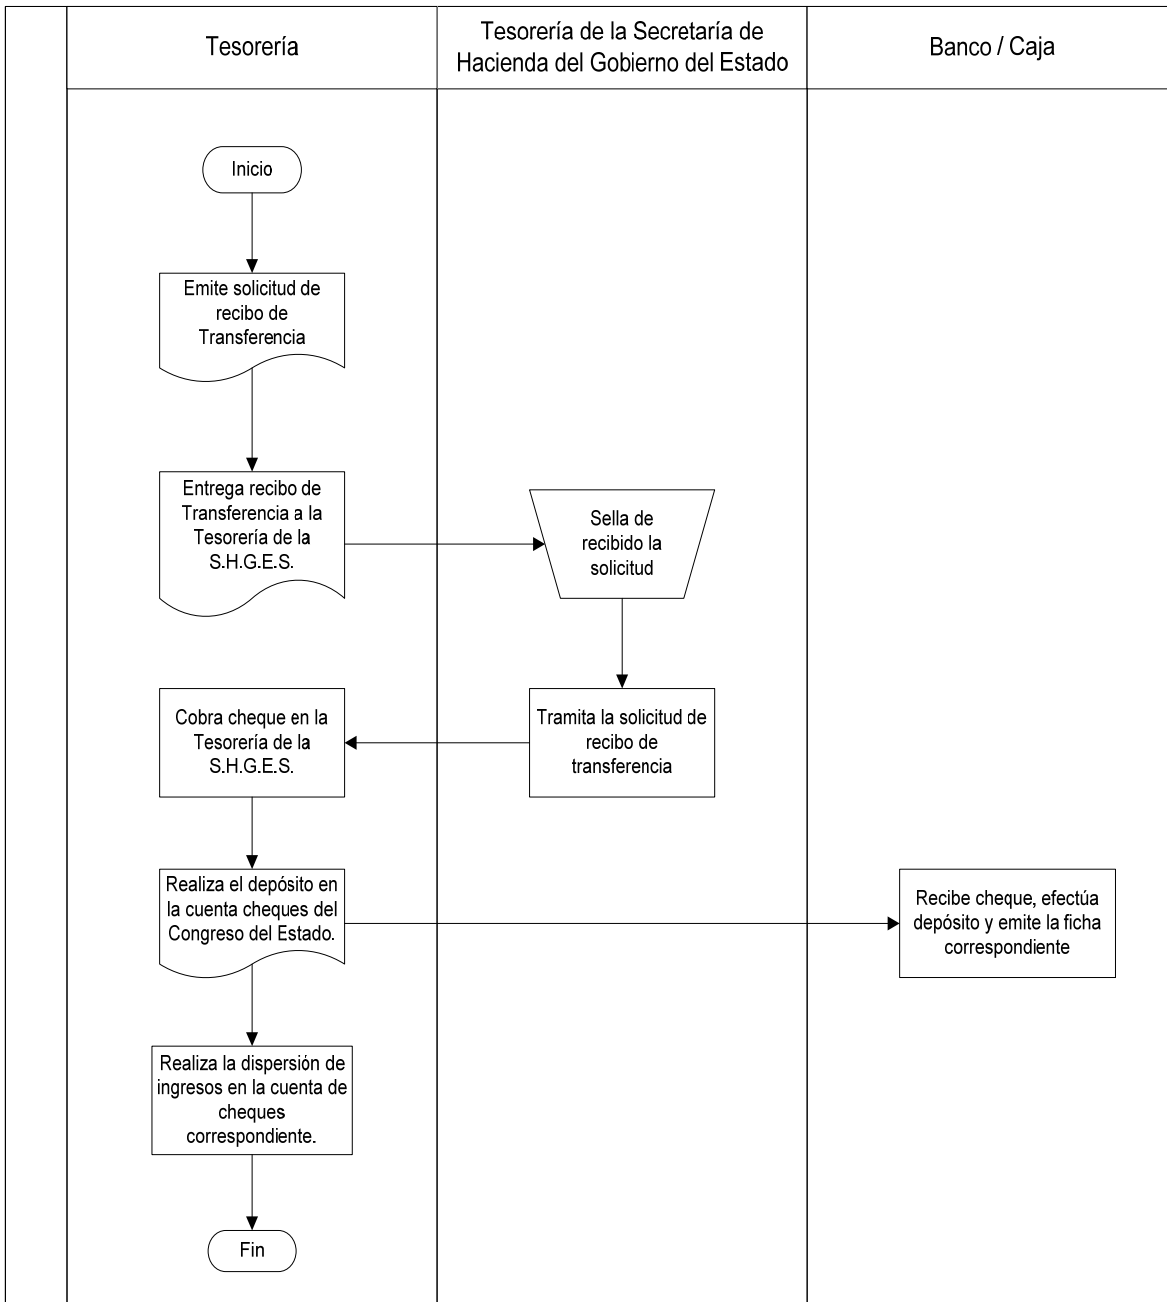 Tesorería
Tesorería de la Secretaría de
Hacienda del Gobierno del Estado
Banco / Caja
Inicio
Emite solicitud de
recibo de
Transferencia
Entrega recibo de
Transferencia a la
Tesorería de la
S.H.G.E.S.
Sella de
recibido la
solicitud
Tramita la solicitud de
recibo de
transferencia
Cobra cheque en la
Tesorería de la
S.H.G.E.S.
Realiza el depósito en
la cuenta cheques del
Congreso del Estado.
Recibe cheque, efectúa
depósito y emite la ficha
correspondiente
Realiza la dispersión de
ingresos en la cuenta de
cheques
correspondiente.
Fin